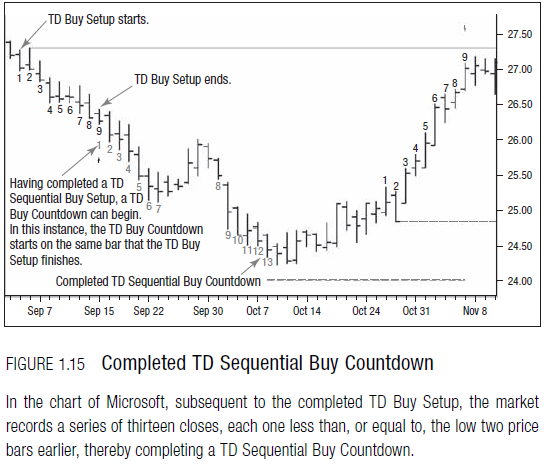 TD Buy Setup starts.
27.50
9
1 2
3
27.00
TD Buy Setup ends.
8
7
6
4 5 6
26.50
7 8
9
5
26.00
1 2
3
4
4
3
25.50
Having completed a TD
5
8
1
2
Sequential Buy Setup, a TD
6 7
Buy Countdown can begin.
25.00
In this instance, the TD Buy Countdown
9 10
starts on the same bar that the TD Buy
24.50
11 12
Setup finishes.
13
Completed TD Sequential Buy Countdown
24.00
Sep 7 Sep 15 Sep 22 Sep 30 Oct 7 Oct 14 Oct 24 Oct 31 Nov 8
FIGURE 1.15 Completed TD Sequential Buy Countdown
In the chart of Microsoft, subsequent to the completed TD Buy Setup, the market
records a series of thirteen closes, each one less than, or equal to, the low two price
bars earlier, thereby completing a TD Sequential Buy Countdown.